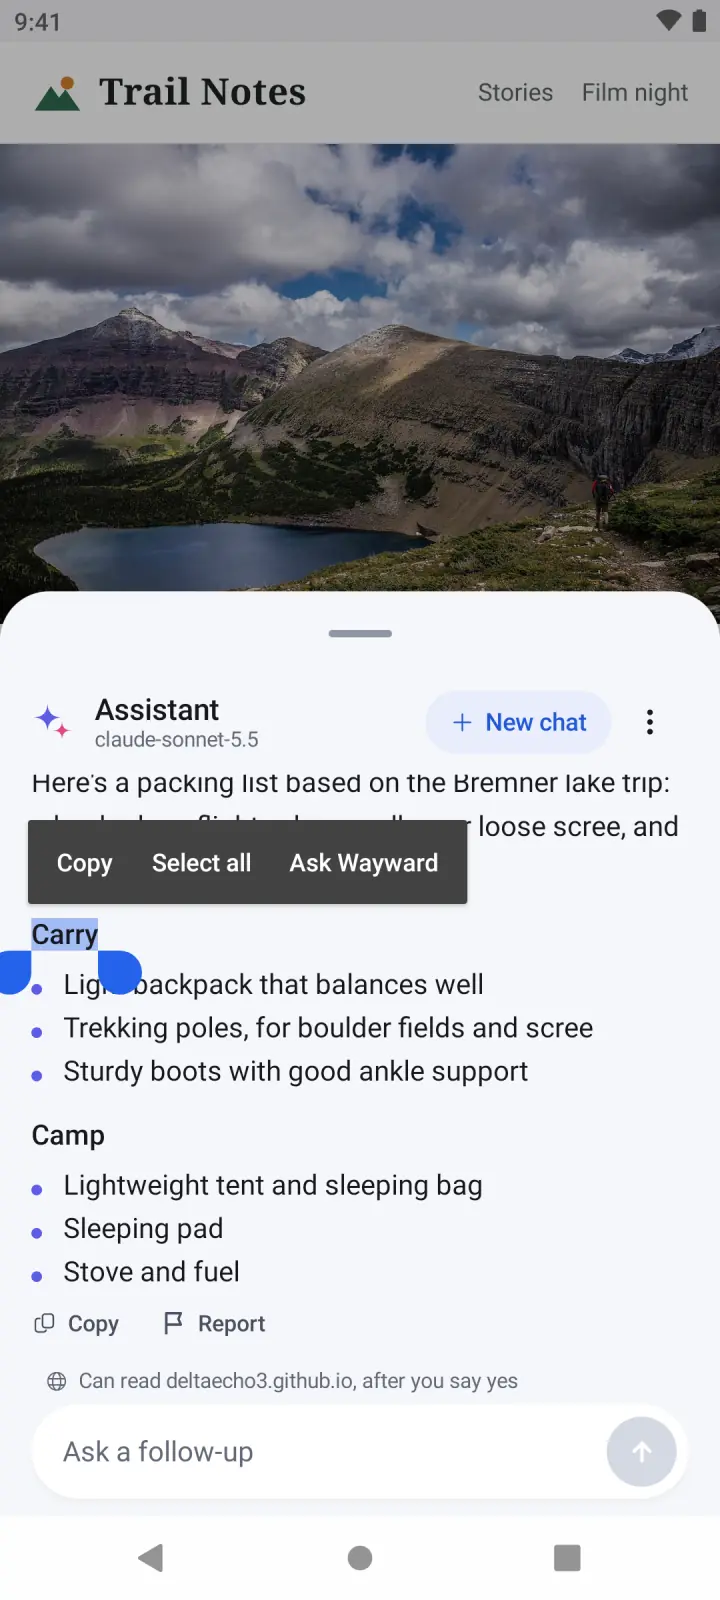 9:41
Trail Notes
Stories
Film night
Assistant
claude-sonnet-5.5
+ New chat
Here's a packing list based on the Bremner lake trip:
loose scree, and
Copy
Select all
Ask Wayward
Carry
backpack that balances well
Trekking poles, for boulder fields and scree
Sturdy boots with good ankle support
Camp
Lightweight tent and sleeping bag
Sleeping pad
Stove and fuel
Copy
Report
Can read deltaecho3.github.io, after you say yes
Ask a follow-up